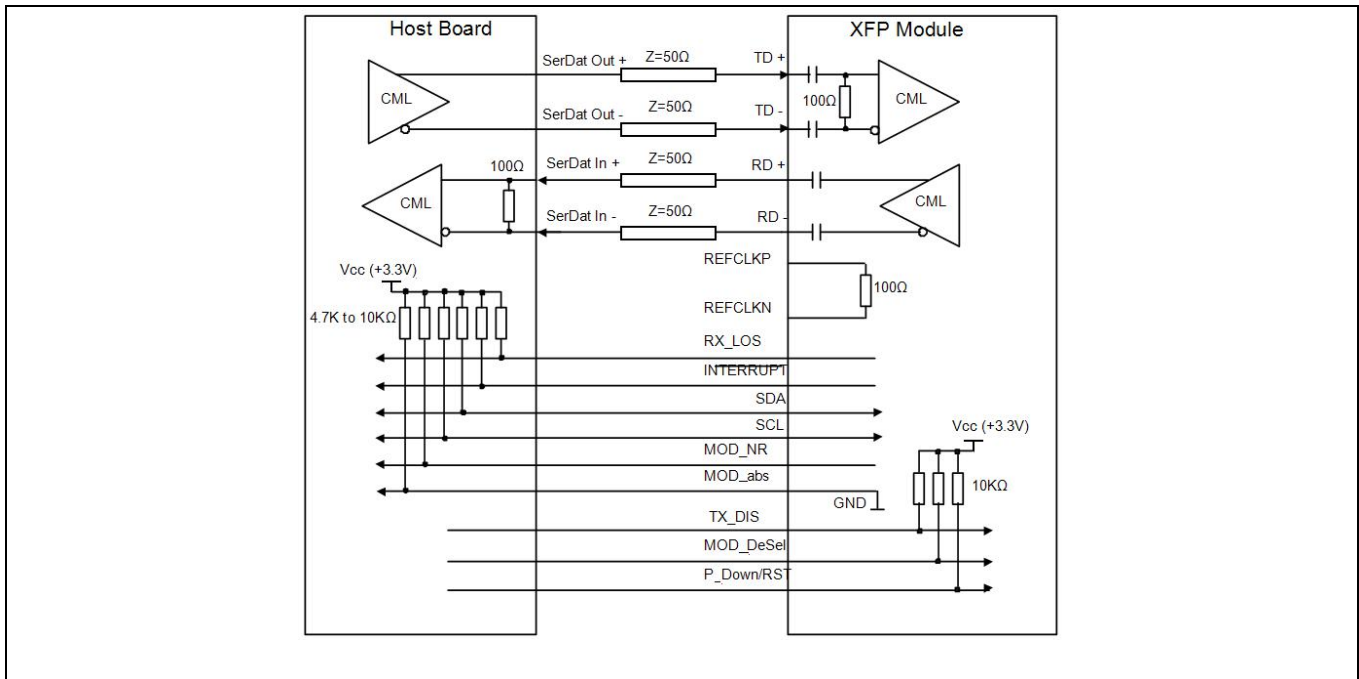 Host Board
XFP Module
SerDat Out +
Z=50Ω
TD +
CML
100Ω
CML
SerDat Out -
Z=50Ω
TD -
100Ω
SerDat In +
Z=50Ω
RD +
CML
CML
SerDat In -
Z=50Ω
RD -
REFCLKP
Vcc (+3.3V)
100Ω
REFCLKN
4.7K to 10KΩ
RX_LOS
INTERRUPT
SDA
SCL
Vcc (+3.3V)
MOD_NR
MOD_abs
10KΩ
GND
TX_DIS
MOD_DeSel
P_Down/RST